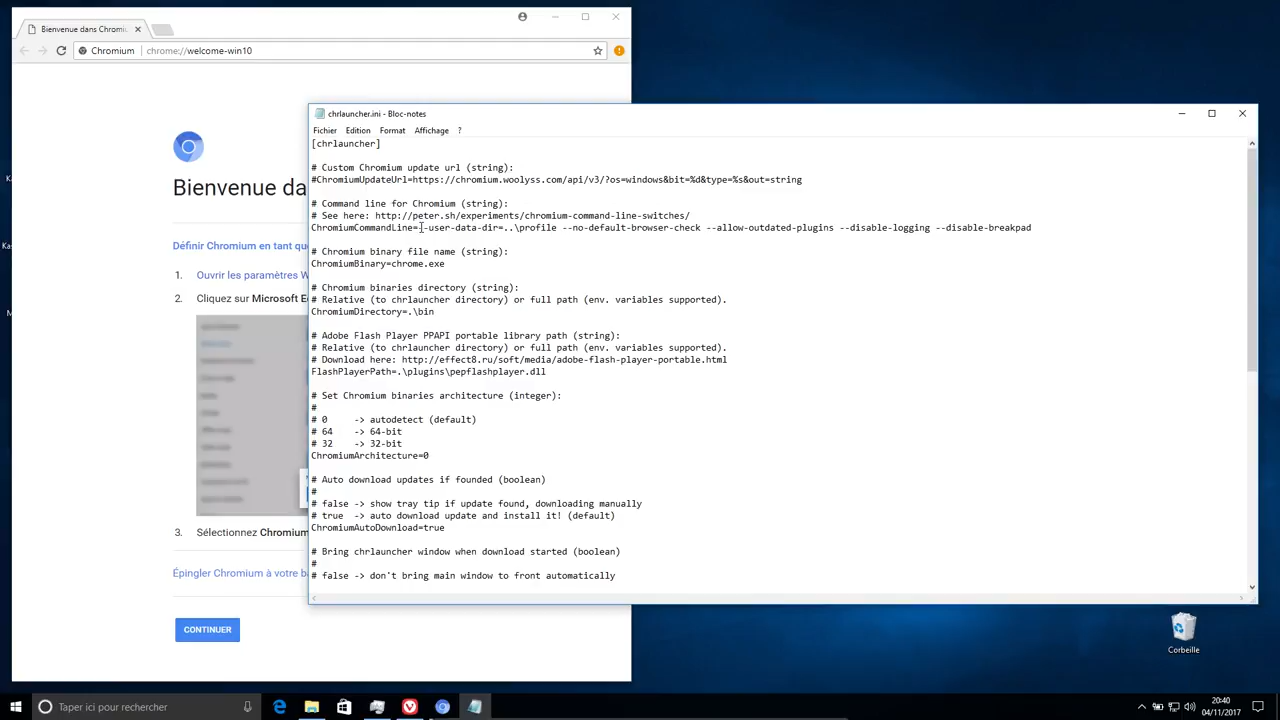 Bienvenue dans Chromiu
Chromium
chrome://welcome-win10
Bienvenue da
Définir Chromium en tant que
1. Ouvrir les paramètres W
2. Cliquez sur Microsoft E
3. Sélectionnez Chromium
Épingler Chromium à votre ba
CONTINUER
chrlauncher.ini - Bloc-notes
Fichier Edition Format Affichage ?
[chrlauncher]
# Custom Chromium update url (string):
#ChromiumUpdateUrl=https://chromium.woolyss.com/api/v3/?os=windows&bit=%d&type=%s&out=string
# Command line for Chromium (string):
# See here: http://peter.sh/experiments/chromium-command-line-switches/
ChromiumCommandLine=--user-data-dir=..\profile --no-default-browser-check --allow-outdated-plugins --disable-logging --disable-breakpad
# Chromium binary file name (string):
ChromiumBinary=chrome.exe
# Chromium binaries directory (string):
# Relative (to chrlauncher directory) or full path (env. variables supported).
ChromiumDirectory=.\bin
# Adobe Flash Player PPAPI portable library path (string):
# Relative (to chrlauncher directory) or full path (env. variables supported).
# Download here: http://effect8.ru/soft/media/adobe-flash-player-portable.html
FlashPlayerPath=.\plugins\pepflashplayer.dll
# Set Chromium binaries architecture (integer):
#
# 0 -> autodetect (default)
# 64 -> 64-bit
# 32 -> 32-bit
ChromiumArchitecture=0
# Auto download updates if founded (boolean)
#
# false -> show tray tip if update found, downloading manually
# true -> auto download update and install it! (default)
ChromiumAutoDownload=true
# Bring chrlauncher window when download started (boolean)
#
# false -> don't bring main window to front automatically
Corbeille
Taper ici pour rechercher
20:40
04/11/2017